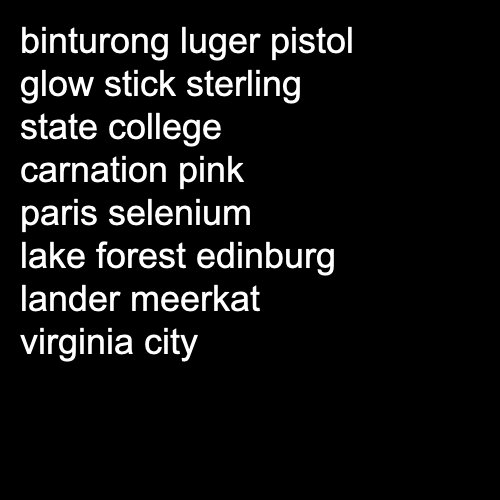 binturong luger pistol
glow stick sterling
state college
carnation pink
paris selenium
lake forest edinburg
lander meerkat
virginia city